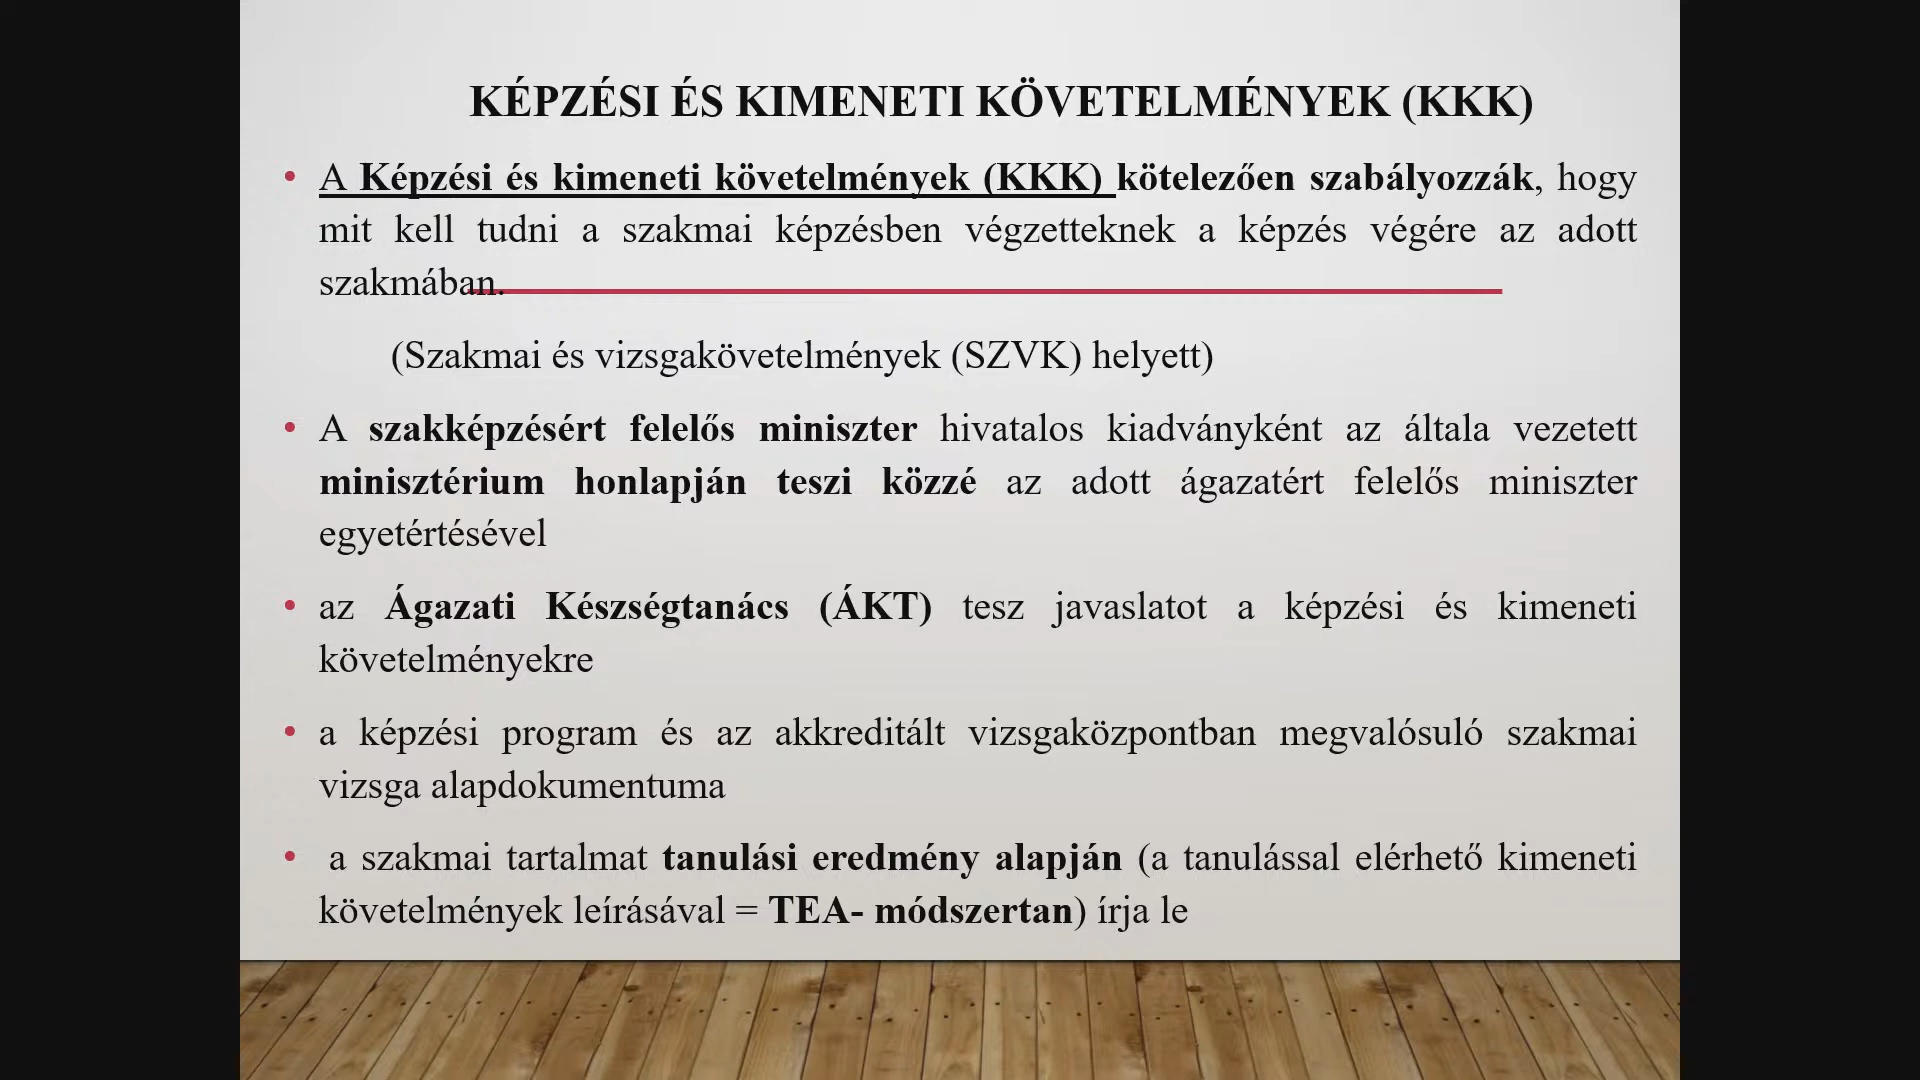 KÉPZÉSI ÉS KIMENETI KÖVETELMÉNYEK (KKK)
• A Képzési és kimeneti követelmények (KKK) kötelezően szabályozzák, hogy
mit kell tudni a szakmai képzésben végzetteknek a képzés végére az adott
szakmában.
(Szakmai és vizsgakövetelmények (SZVK) helyett)
• A szakképzésért felelős miniszter hivatalos kiadványként az általa vezetett
minisztérium honlapján teszi közzé az adott ágazatért felelős miniszter
egyetértésével
• az Ágazati Készségtanács (ÁKT) tesz javaslatot a képzési és kimeneti
követelményekre
• a képzési program és az akkreditált vizsgaközpontban megvalósuló szakmai
vizsga alapdokumentuma
• a szakmai tartalmat tanulási eredmény alapján (a tanulással elérhető kimeneti
követelmények leírásával = TEA- módszertan) írja le